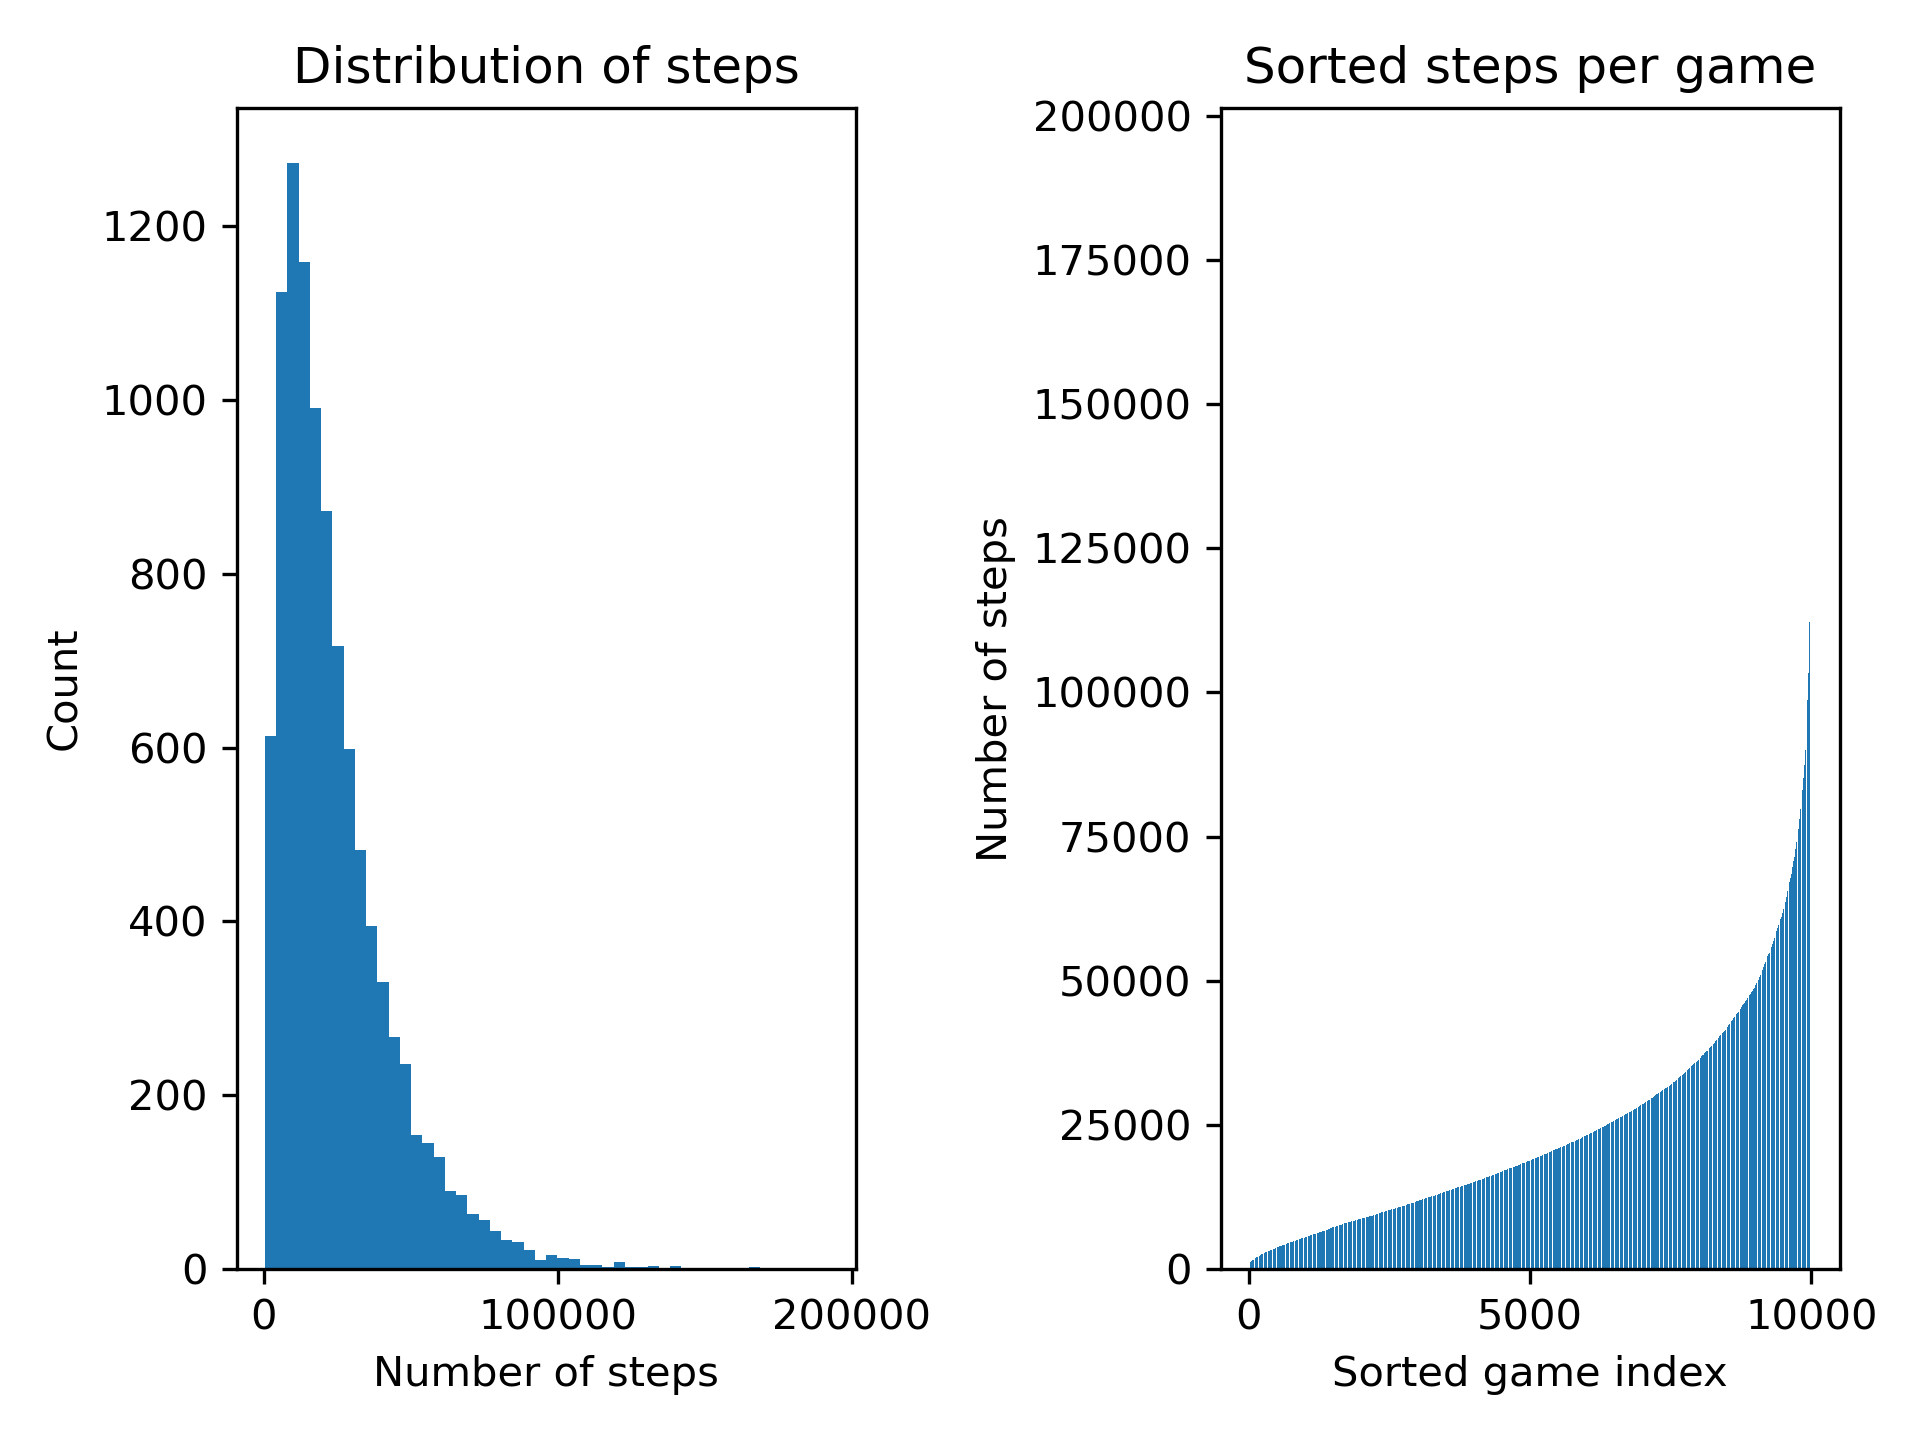 Distribution of steps
1200
1000
800
600
400
200
0
Count
0 100000 200000
Number of steps
Sorted steps per game
200000
175000
150000
125000
100000
75000
50000
25000
0
Number of steps
0 5000 10000
Sorted game index